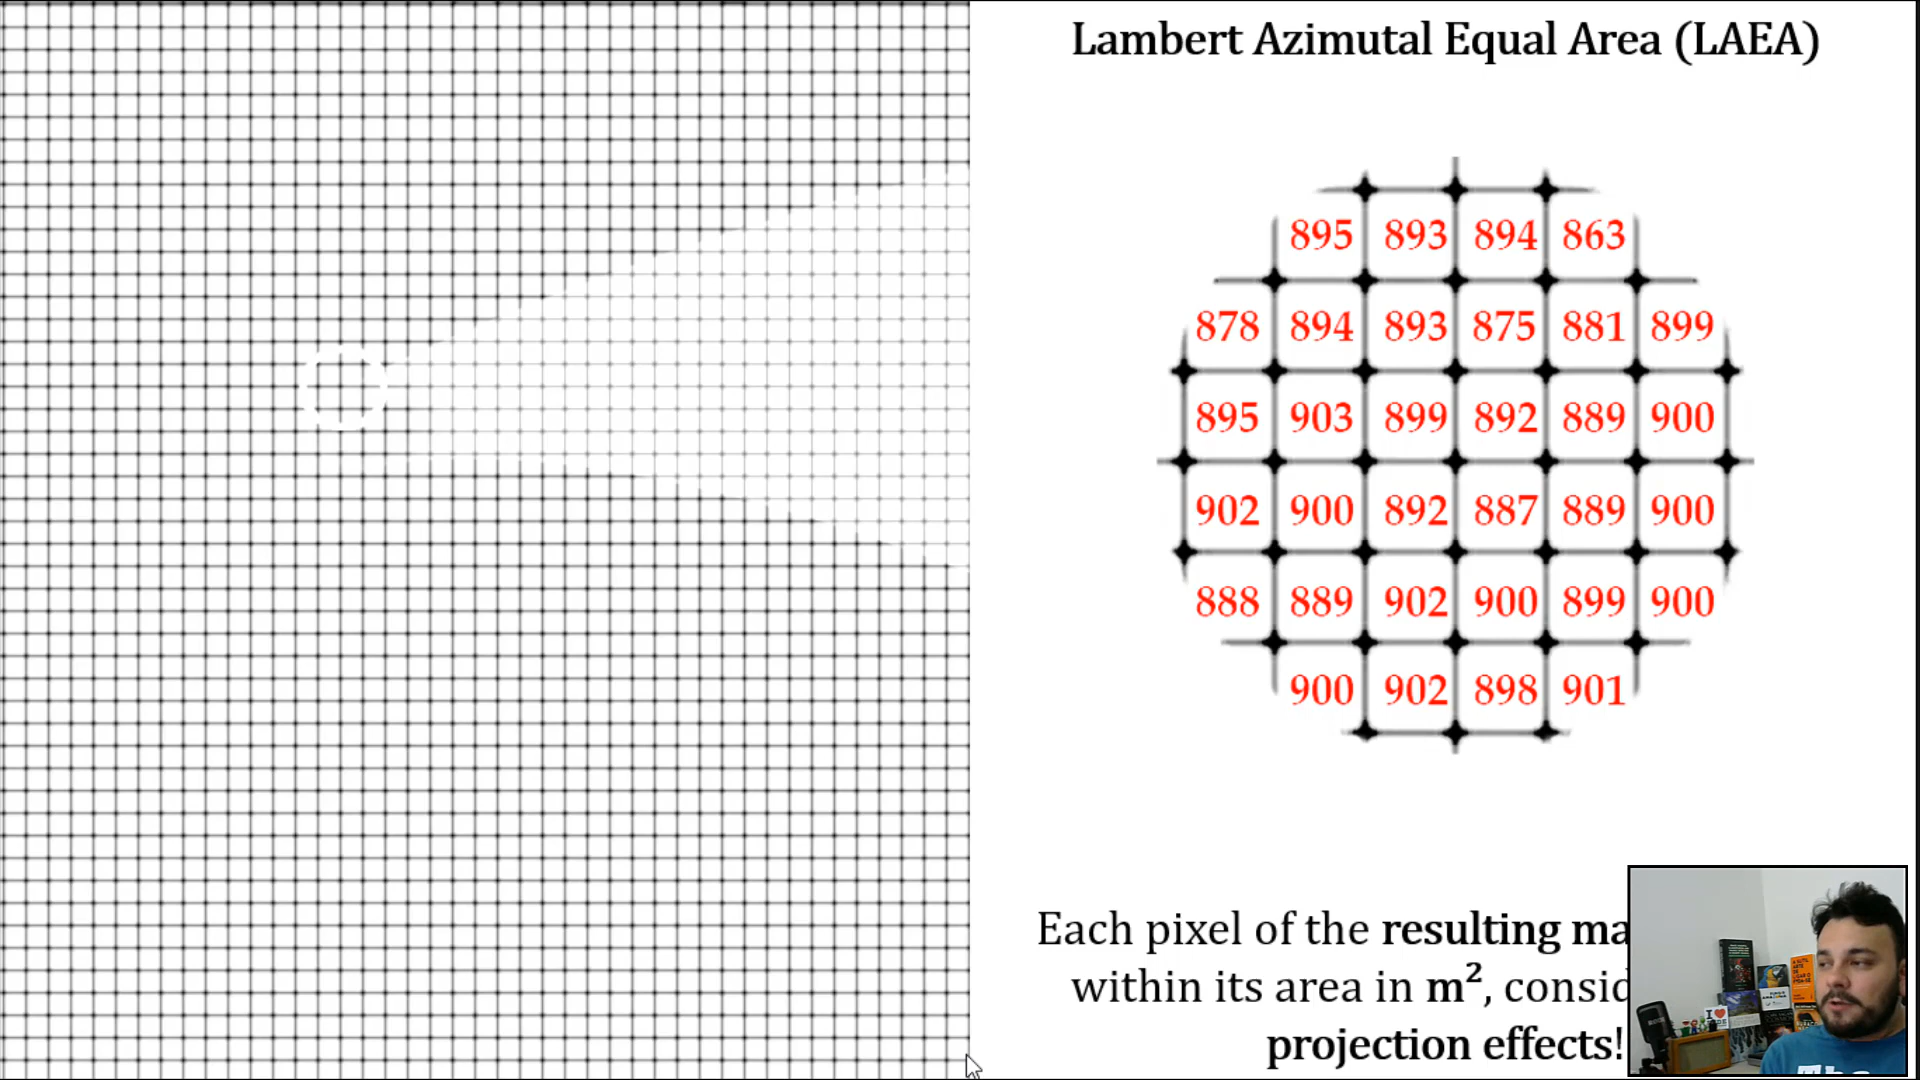 Lambert Azimutal Equal Area (LAEA)
895 893 894 863
878 894 893 875 881 899
895 903 899 892 889 900
902 900 892 887 889 900
888 889 902 900 899 900
900 902 898 901
Each pixel of the resulting
within its area in m²,
projection effects!
I ❤